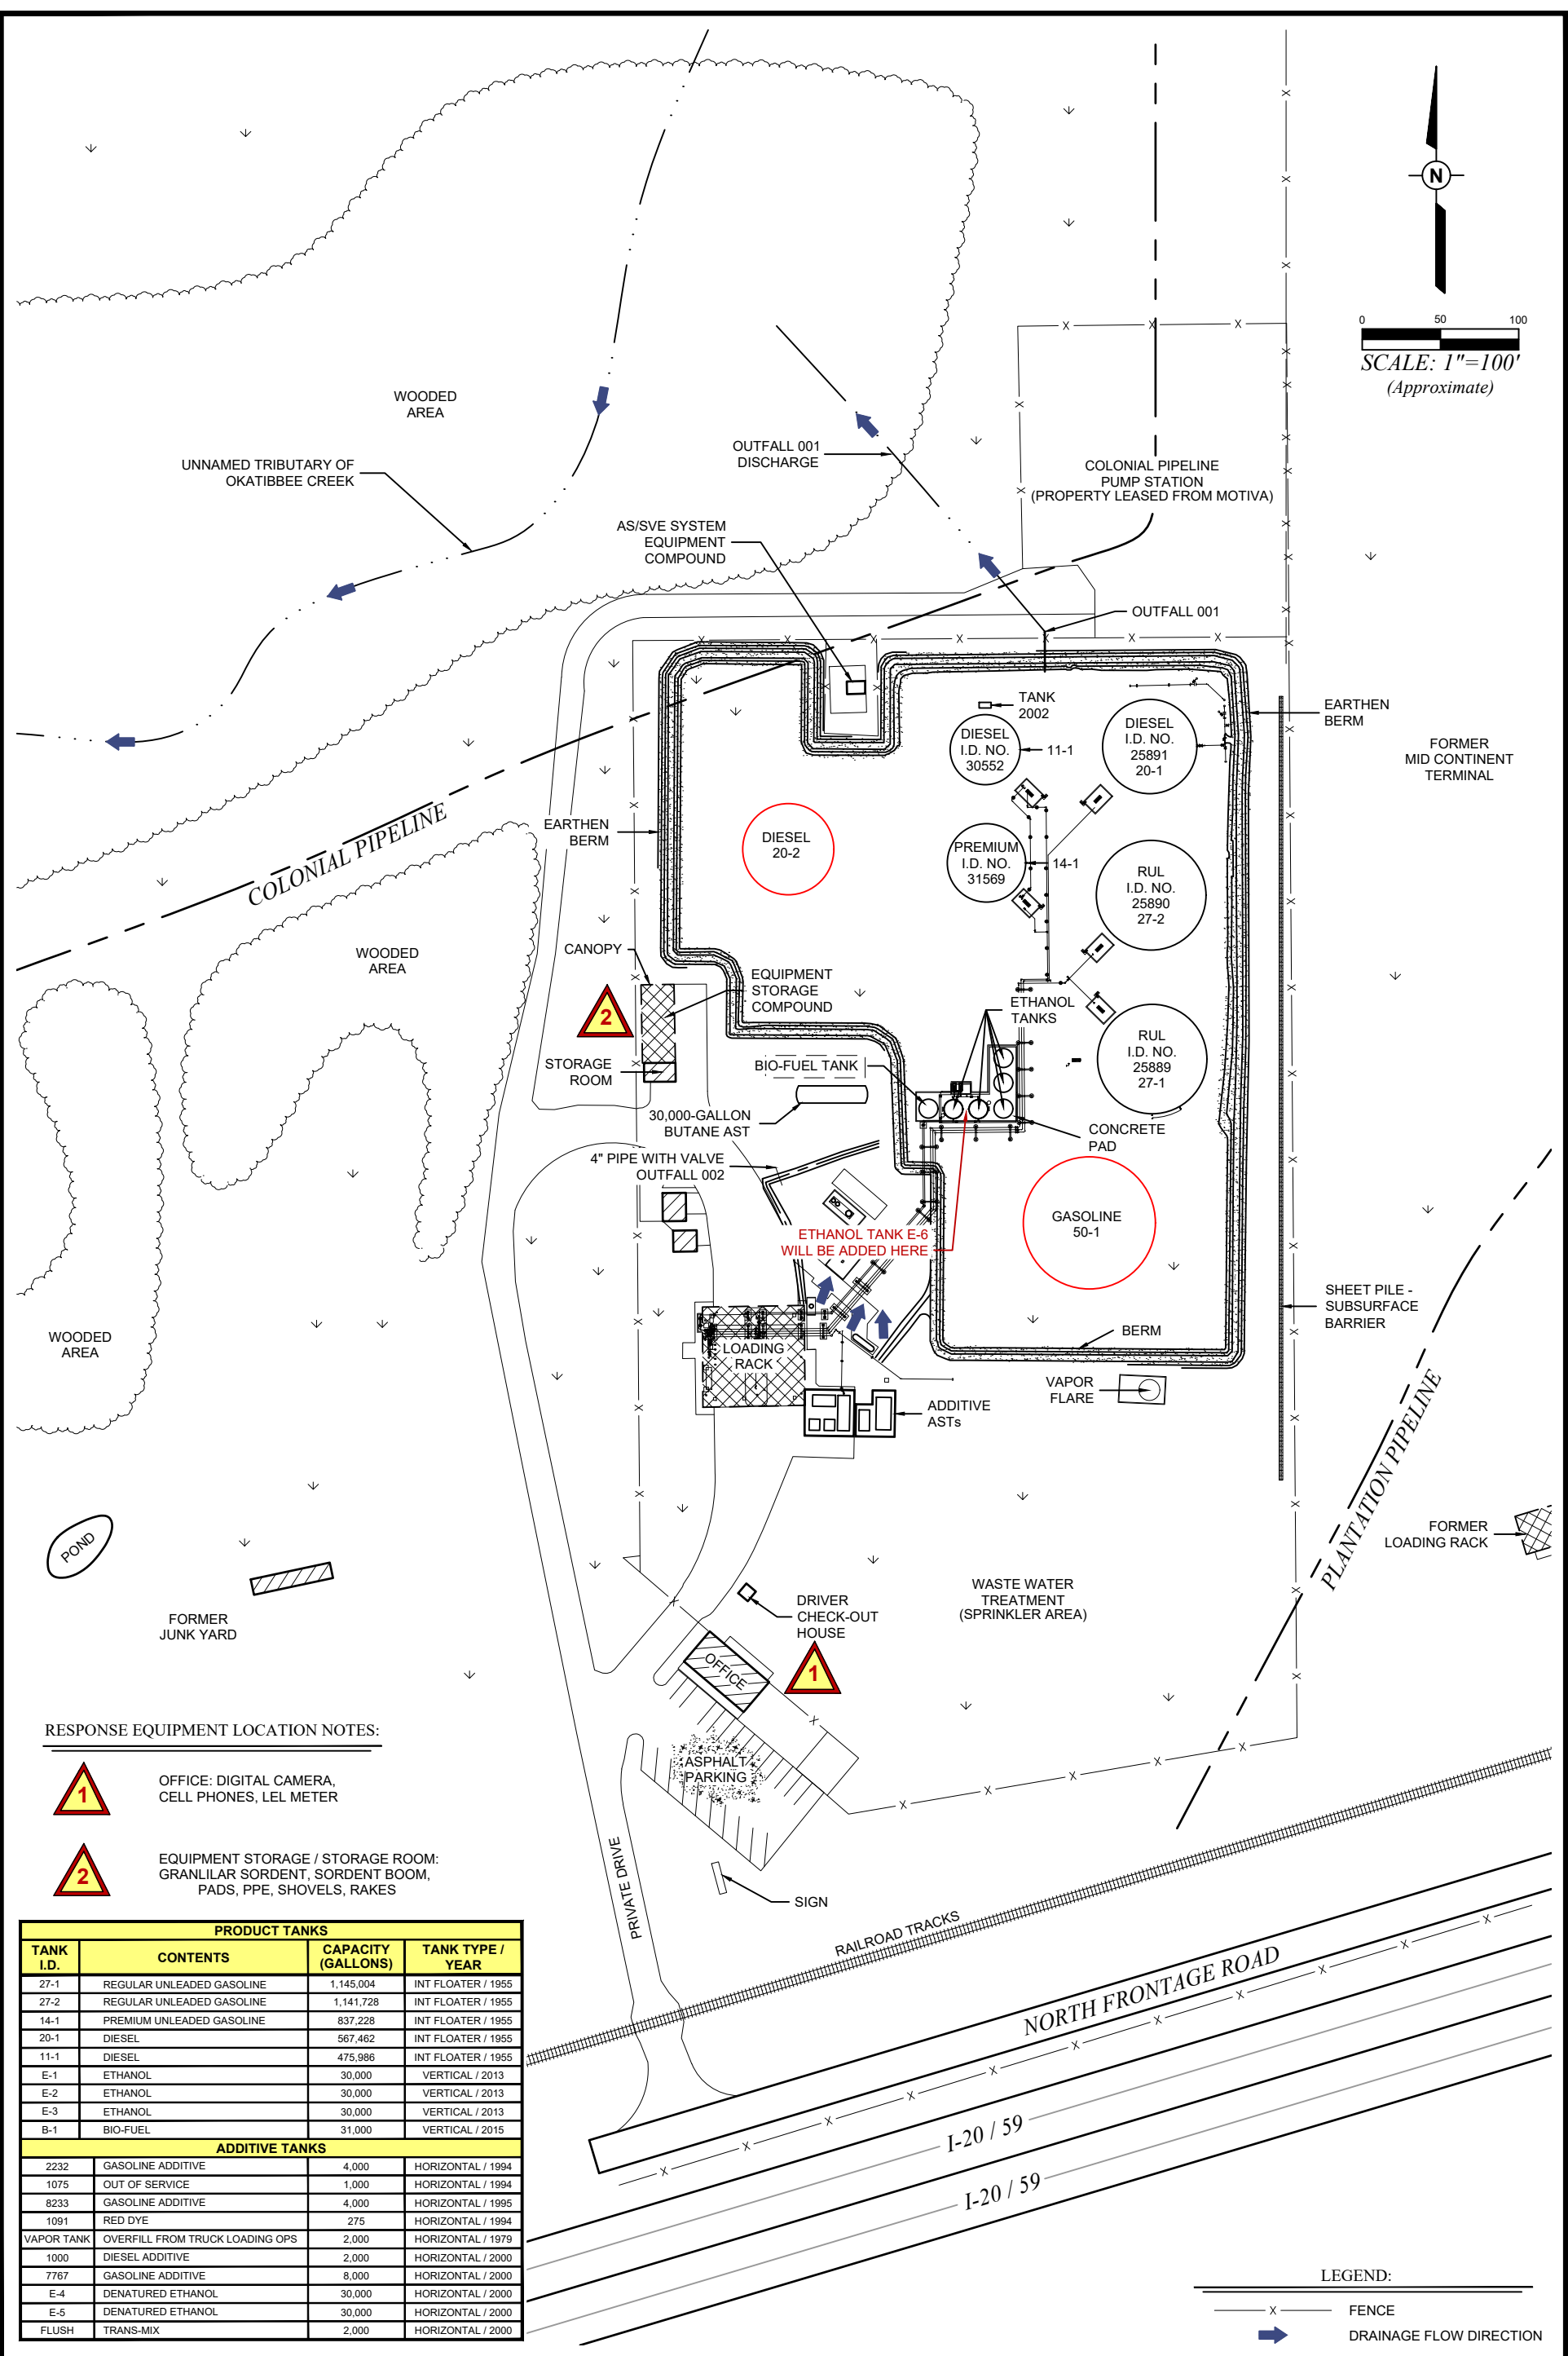 N
0 50 100
SCALE: 1"=100'
(Approximate)
WOODED
AREA
UNNAMED TRIBUTARY OF
OKATIBBEE CREEK
OUTFALL 001
DISCHARGE
COLONIAL PIPELINE
PUMP STATION
(PROPERTY LEASED FROM MOTIVA)
AS/SVE SYSTEM
EQUIPMENT
COMPOUND
OUTFALL 001
TANK
2002
EARTHEN
BERM
DIESEL
I.D. NO.
30552
11-1
DIESEL
I.D. NO.
25891
20-1
FORMER
MID CONTINENT
TERMINAL
EARTHEN
BERM
DIESEL
20-2
PREMIUM
I.D. NO.
31569
14-1
RUL
I.D. NO.
25890
27-2
COLONIAL PIPELINE
WOODED
AREA
CANOPY
2
EQUIPMENT
STORAGE
COMPOUND
ETHANOL
TANKS
RUL
I.D. NO.
25889
27-1
STORAGE
ROOM
BIO-FUEL TANK
30,000-GALLON
BUTANE AST
CONCRETE
PAD
4" PIPE WITH VALVE
OUTFALL 002
GASOLINE
50-1
ETHANOL TANK E-6
WILL BE ADDED HERE
SHEET PILE -
SUBSURFACE
BARRIER
WOODED
AREA
LOADING
RACK
BERM
VAPOR
FLARE
ADDITIVE
ASTs
PLANTATION PIPELINE
POND
FORMER
LOADING RACK
FORMER
JUNK YARD
DRIVER
CHECK-OUT
HOUSE
WASTE WATER
TREATMENT
(SPRINKLER AREA)
OFFICE
1
ASPHALT
PARKING
RESPONSE EQUIPMENT LOCATION NOTES:
1
OFFICE: DIGITAL CAMERA,
CELL PHONES, LEL METER
2
EQUIPMENT STORAGE / STORAGE ROOM:
GRANLILAR SORDENT, SORDENT BOOM,
PADS, PPE, SHOVELS, RAKES
PRIVATE DRIVE
SIGN
RAILROAD TRACKS
NORTH FRONTAGE ROAD
I-20 / 59
I-20 / 59
PRODUCT TANKS
TANK I.D. CONTENTS CAPACITY (GALLONS) TANK TYPE / YEAR
27-1 REGULAR UNLEADED GASOLINE 1,145,004 INT FLOATER / 1955
27-2 REGULAR UNLEADED GASOLINE 1,141,728 INT FLOATER / 1955
14-1 PREMIUM UNLEADED GASOLINE 837,228 INT FLOATER / 1955
20-1 DIESEL 567,462 INT FLOATER / 1955
11-1 DIESEL 475,986 INT FLOATER / 1955
E-1 ETHANOL 30,000 VERTICAL / 2013
E-2 ETHANOL 30,000 VERTICAL / 2013
E-3 ETHANOL 30,000 VERTICAL / 2013
B-1 BIO-FUEL 31,000 VERTICAL / 2015
ADDITIVE TANKS
2232 GASOLINE ADDITIVE 4,000 HORIZONTAL / 1994
1075 OUT OF SERVICE 1,000 HORIZONTAL / 1994
8233 GASOLINE ADDITIVE 4,000 HORIZONTAL / 1995
1091 RED DYE 275 HORIZONTAL / 1994
VAPOR TANK OVERFILL FROM TRUCK LOADING OPS 2,000 HORIZONTAL / 1979
1000 DIESEL ADDITIVE 2,000 HORIZONTAL / 2000
7767 GASOLINE ADDITIVE 8,000 HORIZONTAL / 2000
E-4 DENATURED ETHANOL 30,000 HORIZONTAL / 2000
E-5 DENATURED ETHANOL 30,000 HORIZONTAL / 2000
FLUSH TRANS-MIX 2,000 HORIZONTAL / 2000
LEGEND:
X FENCE
DRAINAGE FLOW DIRECTION